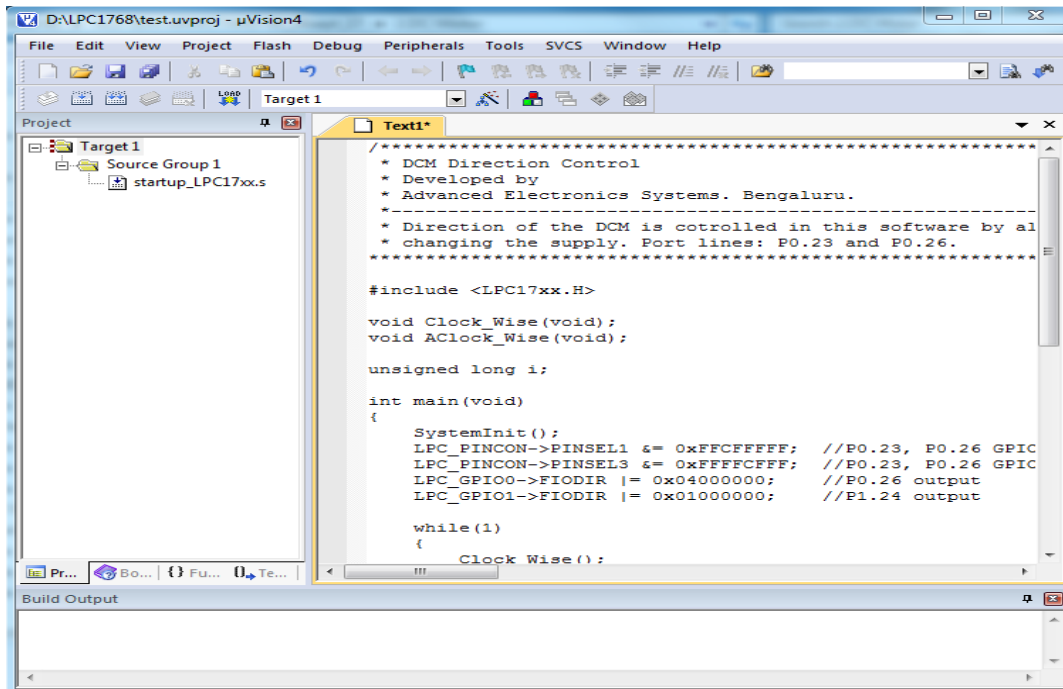 D:\LPC1768\test.uvproj - µVision4
File Edit View Project Flash Debug Peripherals Tools SVCS Window Help
LOAD Target 1
Project
Target 1
Source Group 1
startup_LPC17xx.s
Pr... Bo... {} Fu... 0 Te...
Text1*
/**********************************************************
* DCM Direction Control
* Developed by
* Advanced Electronics Systems. Bengaluru.
*---------------------------------------------------------
* Direction of the DCM is cotrolled in this software by al
* changing the supply. Port lines: P0.23 and P0.26.
***********************************************************
#include <LPC17xx.H>
void Clock_Wise(void);
void AClock_Wise(void);
unsigned long i;
int main(void)
{
SystemInit();
LPC_PINCON->PINSEL1 &= 0xFFCFFFFF; //P0.23, P0.26 GPIO
LPC_PINCON->PINSEL3 &= 0xFFFFCFFF; //P0.23, P0.26 GPIO
LPC_GPIO0->FIODIR |= 0x04000000; //P0.26 output
LPC_GPIO1->FIODIR |= 0x01000000; //P1.24 output
while(1)
{
Clock_Wise();
Build Output